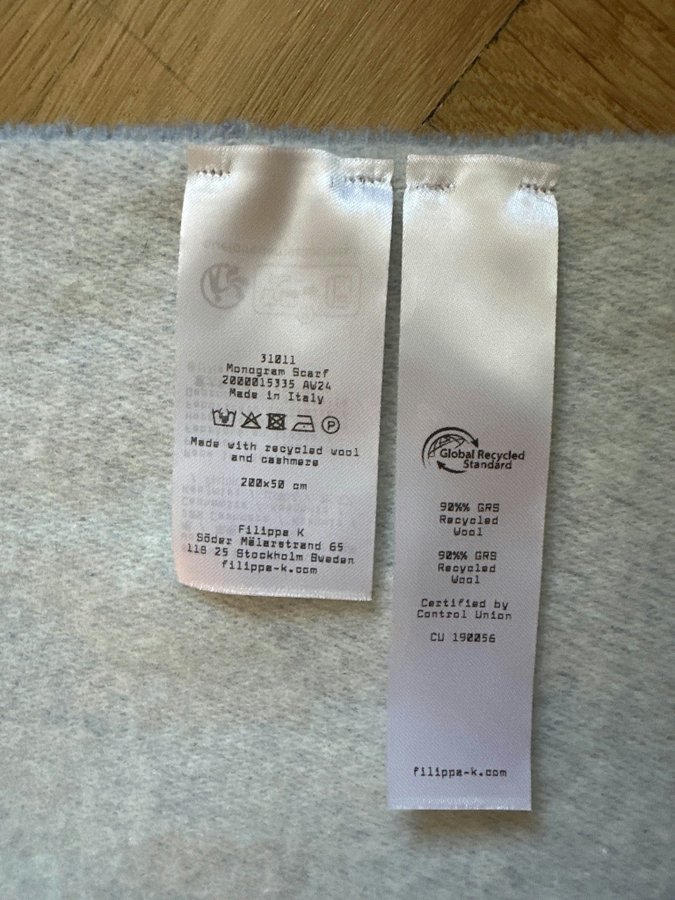 31011
Monogram Scarf
2000015335 AW24
Made in Italy
Made with recycled wool
and cashmere
200x50 cm
Filippa K
Söder Mälarstrand 65
118 25 Stockholm Sweden
filippa-k.com
Global Recycled
Standard
90%% GRS
Recycled
Wool
90%% GRS
Recycled
Wool
Certified by
Control Union
CU 190056
filippa-k.com